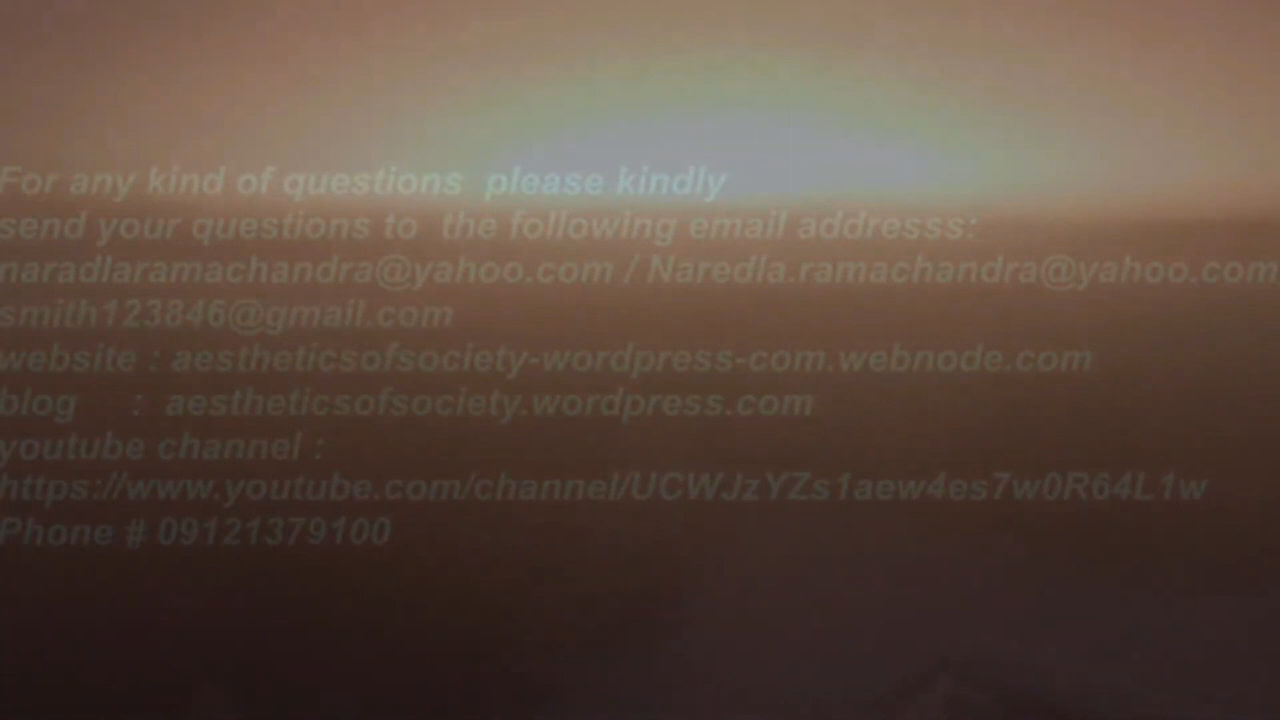 For any kind of questions  please kindly
send your questions to  the following email addresss:
naradlaramachandra@yahoo.com / Naredla.ramachandra@yahoo.com
smith123846@gmail.com
website : aestheticsofsociety-wordpress-com.webnode.com
blog     :  aestheticsofsociety.wordpress.com
youtube channel :
https://www.youtube.com/channel/UCWJzYZs1aew4es7w0R64L1w
Phone # 09121379100